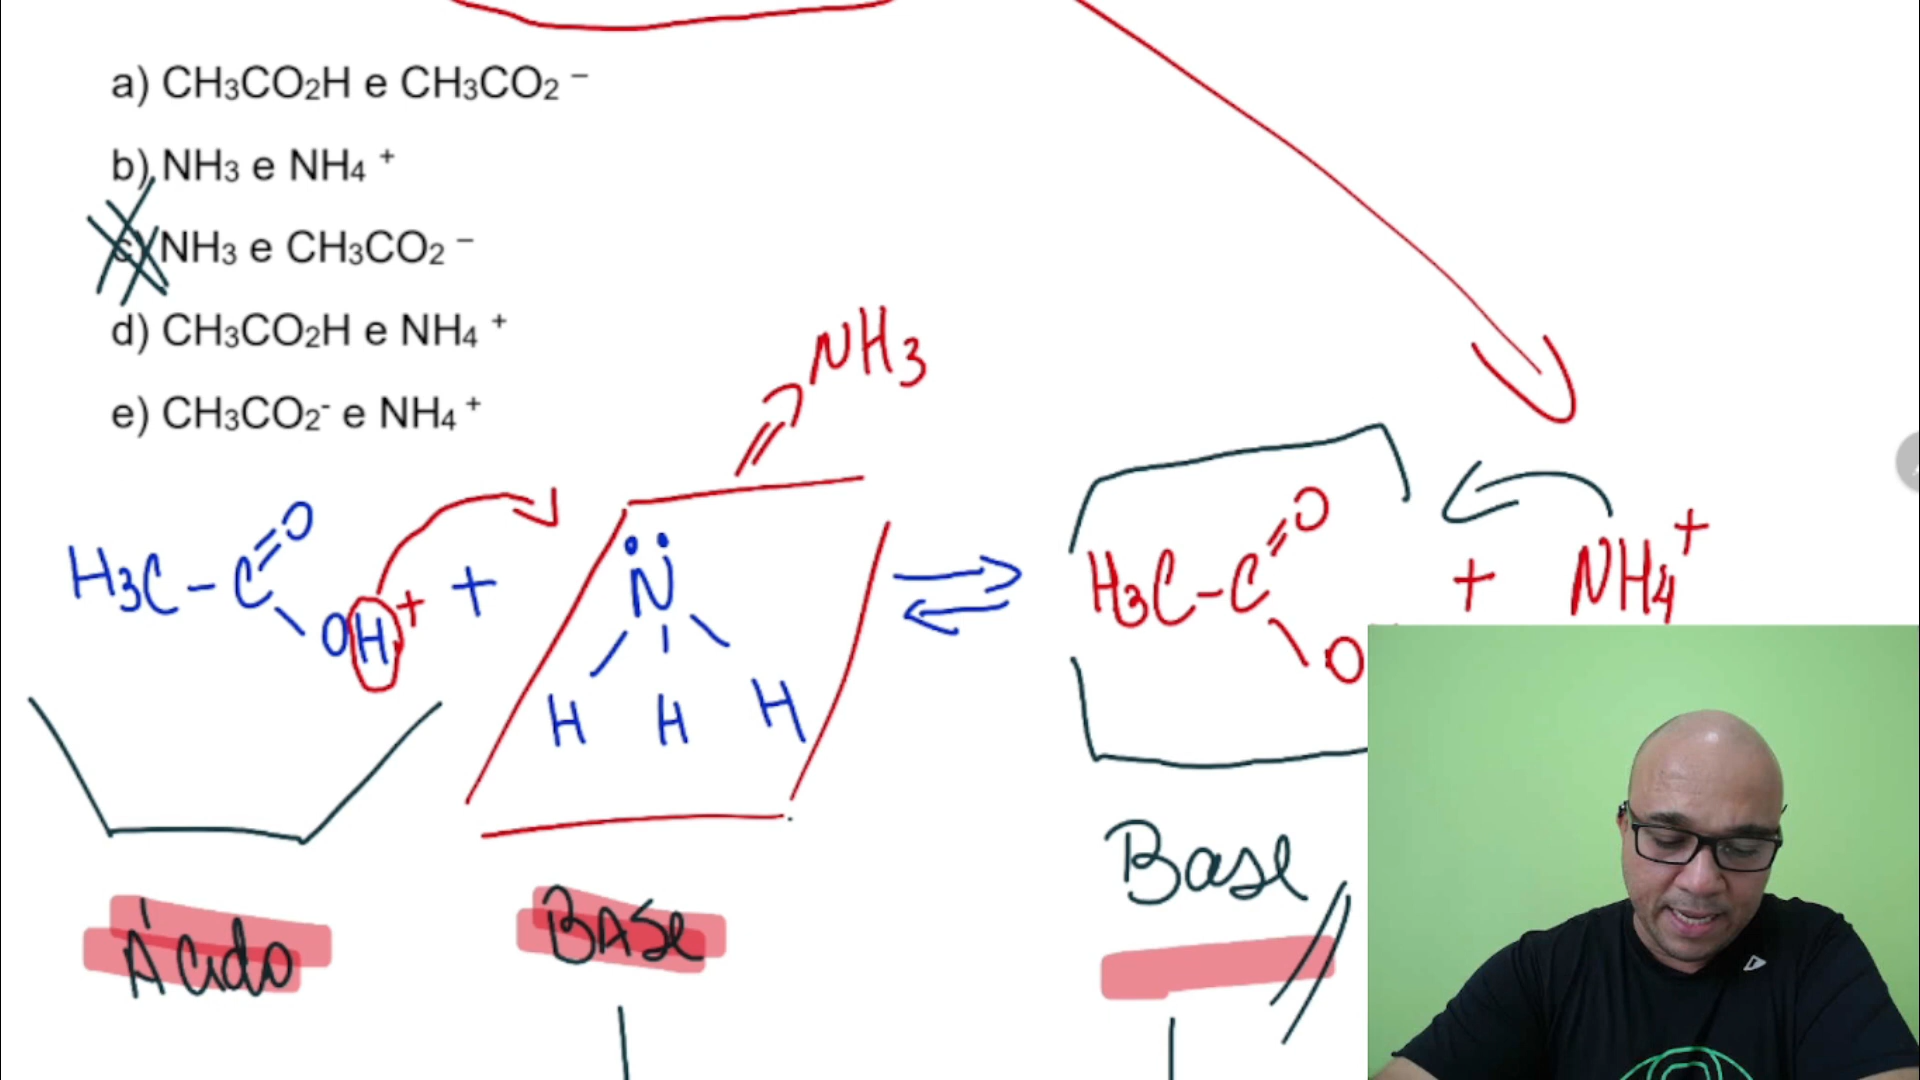 a) CH3CO2H e CH3CO2 –
b) NH3 e NH4 +
c) NH3 e CH3CO2 –
d) CH3CO2H e NH4 +
e) CH3CO2- e NH4 +
NH3
H3C-C=O
OH+
+
N
H H H
H3C-C=O
O
+ NH4+
Ácido
BASe
Base